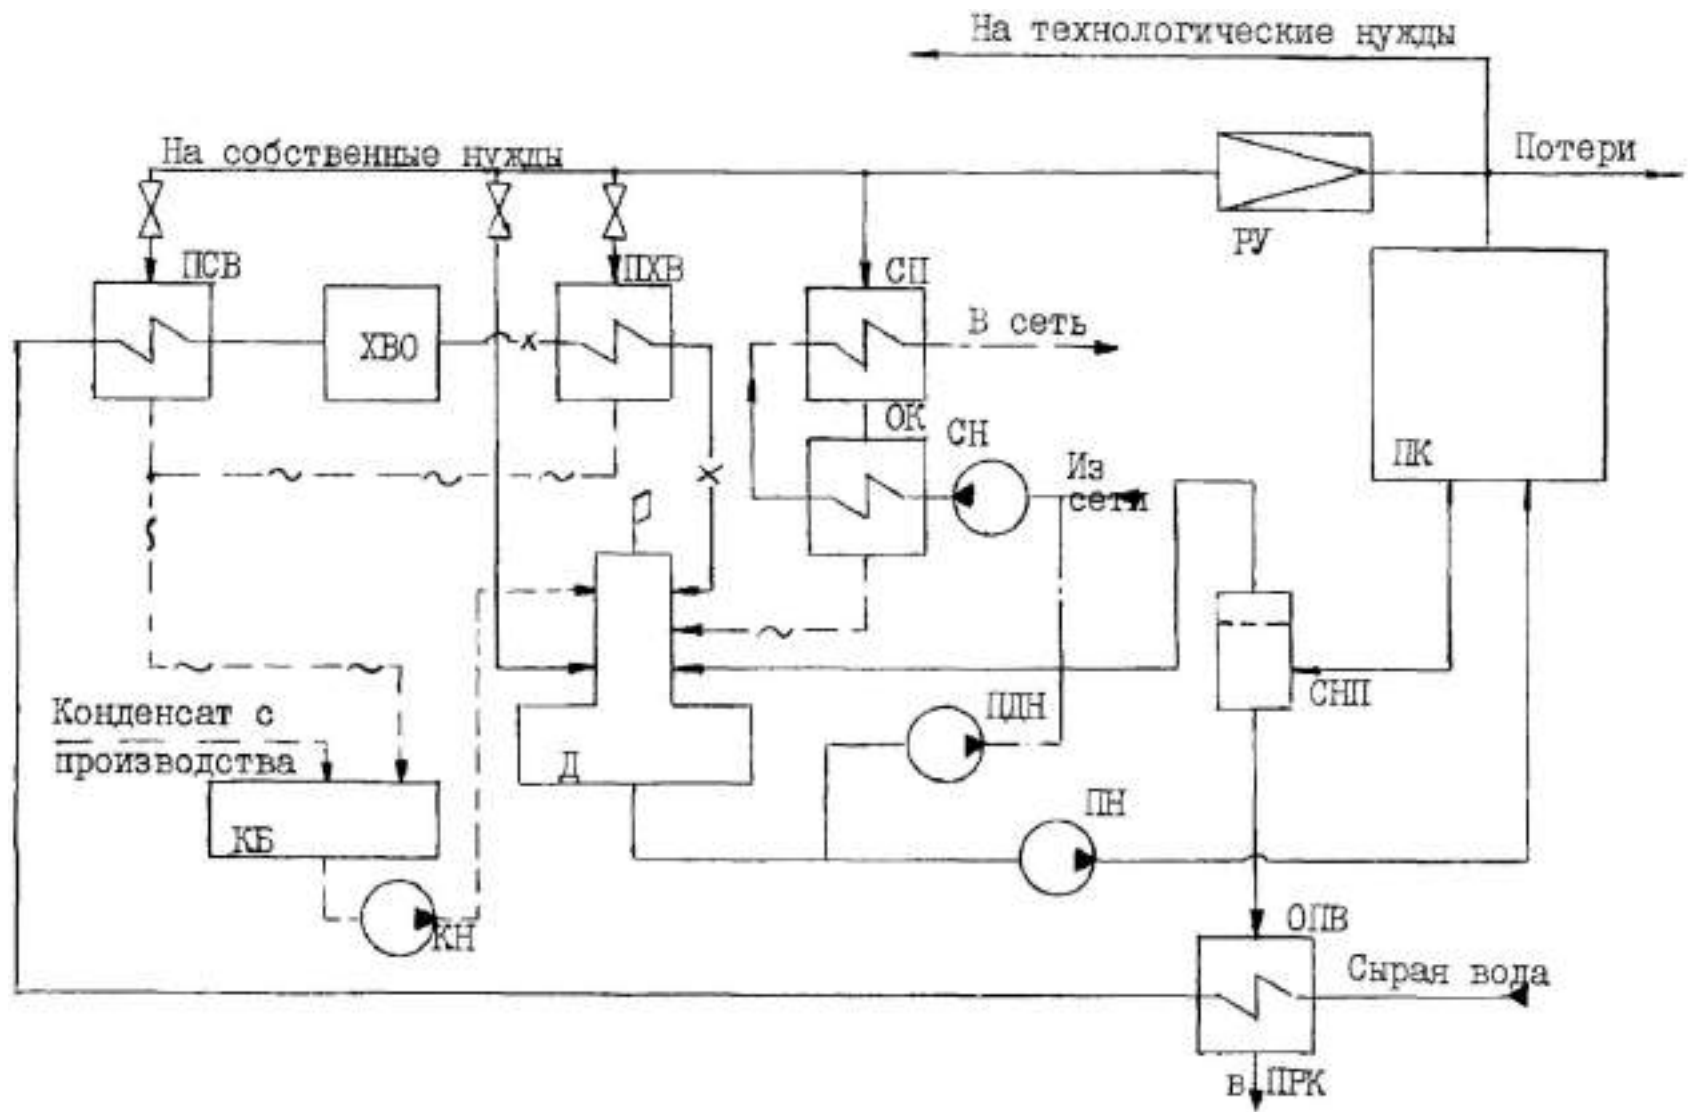 На технологические нужды
На собственные нужды
Потери
РУ
ПСВ
ПХВ
СП
В сеть
ХВО
ОК
СН
Из
сети
ПК
СНП
Конденсат с
производства
ПДН
Д
ПН
КБ
КН
ОПВ
Сырая вода
в ПРК